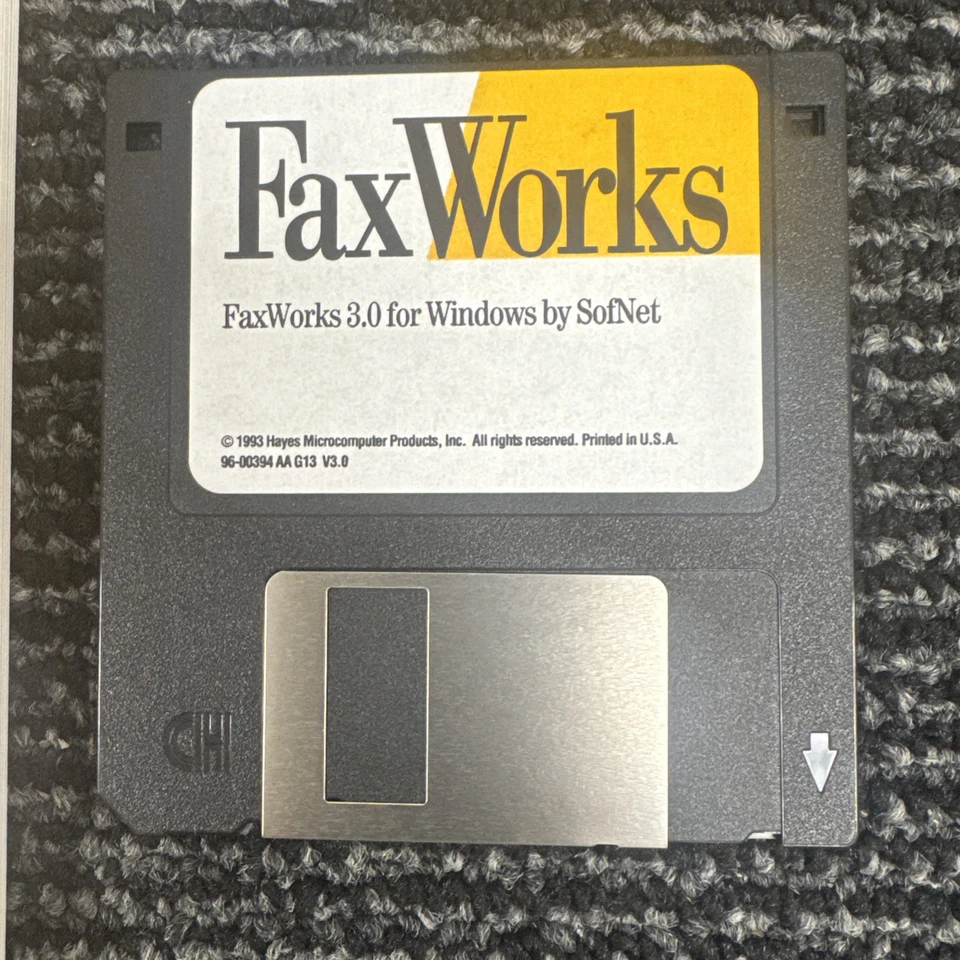 FaxWorks
FaxWorks 3.0 for Windows by SofNet
© 1993 Hayes Microcomputer Products, Inc. All rights reserved. Printed in U.S.A.
96-00394 AA G13 V3.0